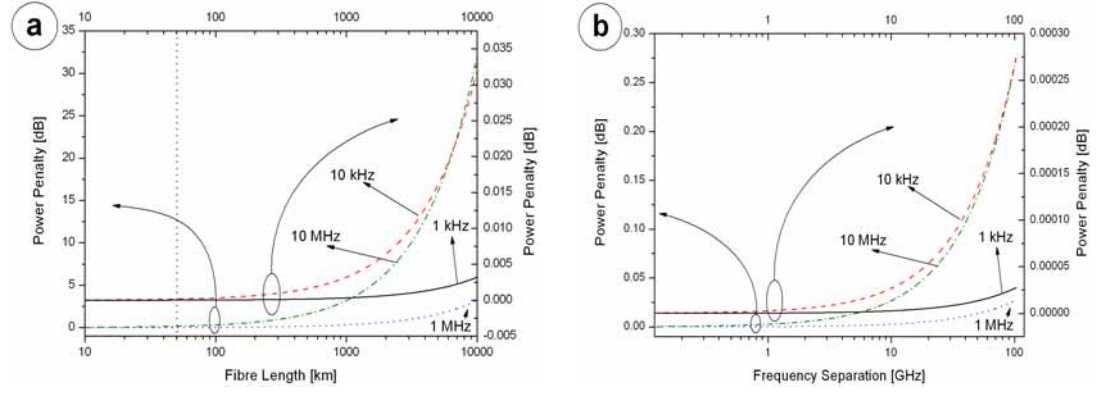 a
10 100 1000 10000
35
30
25
20
15
10
5
0
Power Penalty [dB]
0.035
0.030
0.025
0.020
0.015
0.010
0.005
0.000
-0.005
Power Penalty [dB]
10 kHz
10 MHz
1 kHz
1 MHz
10 100 1000 10000
Fibre Length [km]
b
1 10 100
0.30
0.25
0.20
0.15
0.10
0.05
0.00
Power Penalty [dB]
0.00030
0.00025
0.00020
0.00015
0.00010
0.00005
0.00000
Power Penalty [dB]
10 kHz
10 MHz
1 kHz
1 MHz
1 10 100
Frequency Separation [GHz]